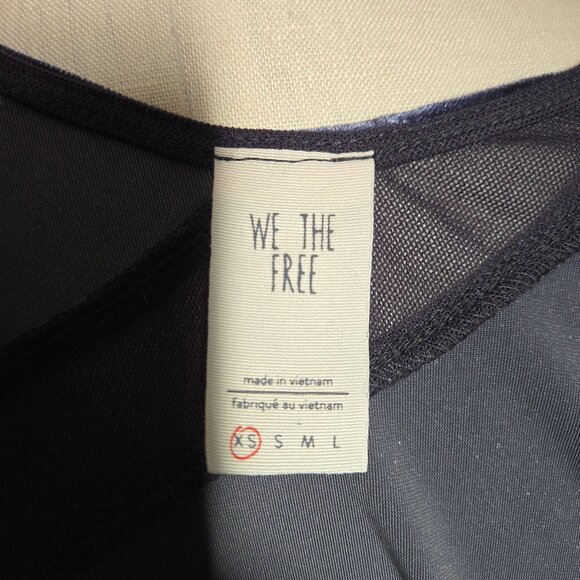 WE THE
FREE
made in vietnam
fabriqué au vietnam
XS S M L